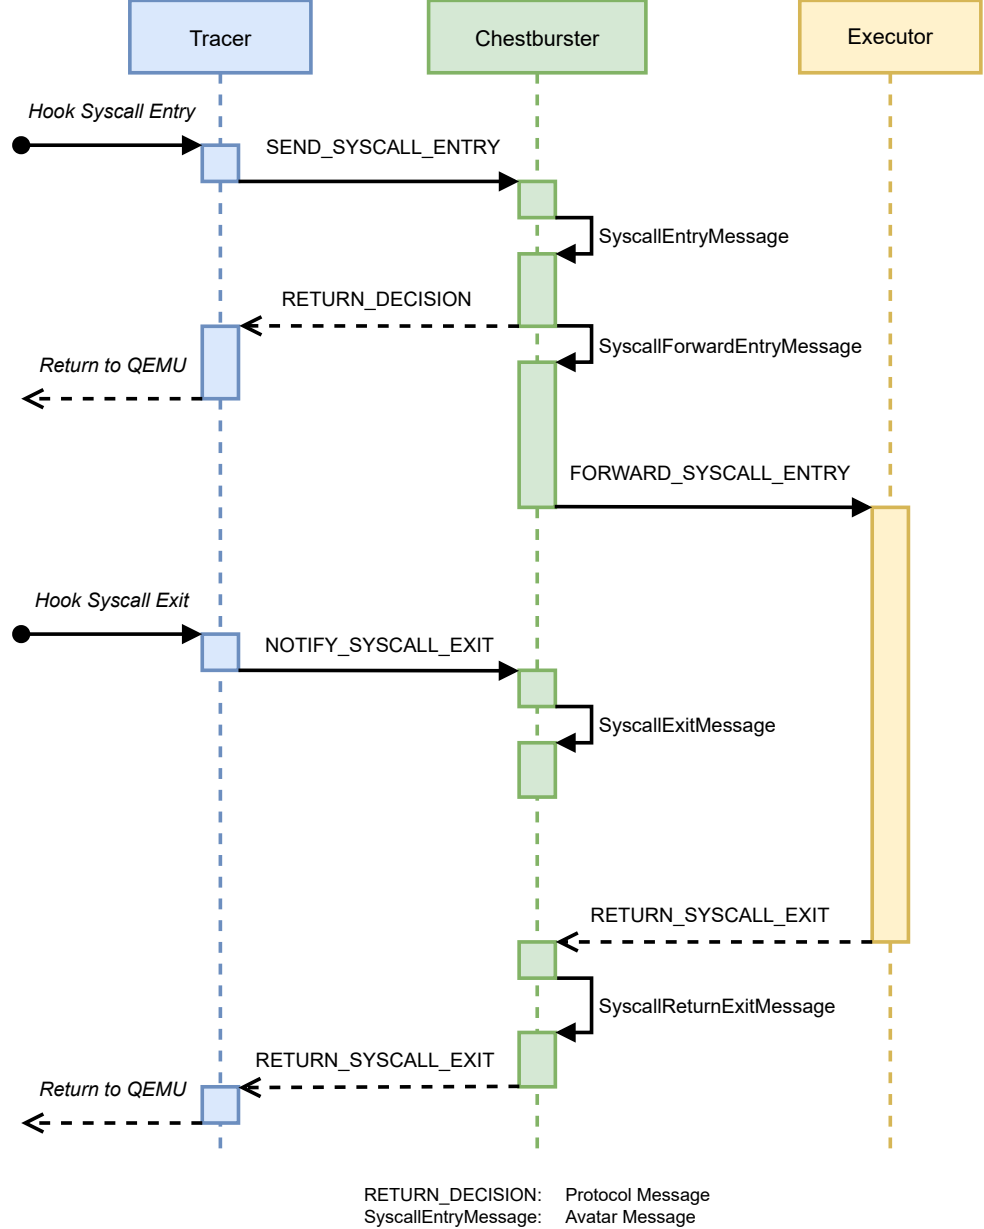 Tracer
Chestburster
Executor
Hook Syscall Entry
SEND_SYSCALL_ENTRY
SyscallEntryMessage
RETURN_DECISION
SyscallForwardEntryMessage
Return to QEMU
FORWARD_SYSCALL_ENTRY
Hook Syscall Exit
NOTIFY_SYSCALL_EXIT
SyscallExitMessage
RETURN_SYSCALL_EXIT
SyscallReturnExitMessage
RETURN_SYSCALL_EXIT
Return to QEMU
RETURN_DECISION: Protocol Message
SyscallEntryMessage: Avatar Message